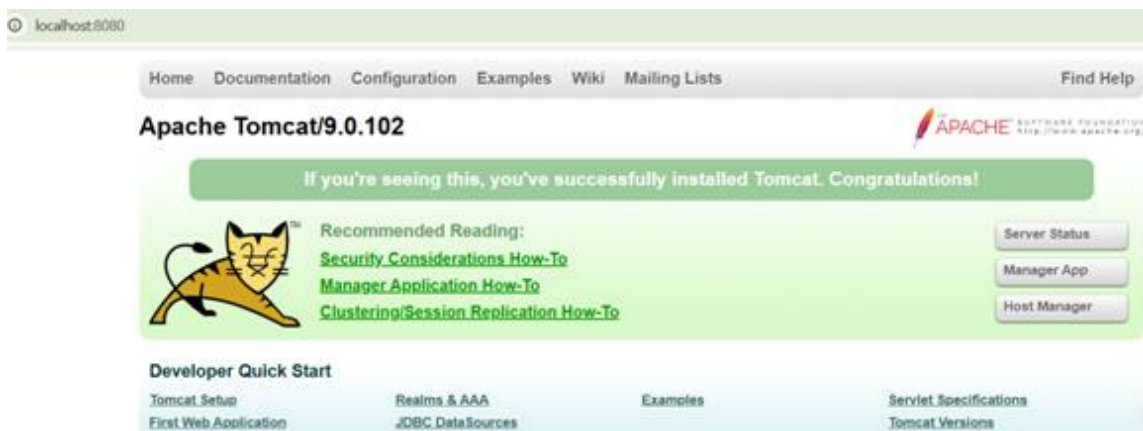 localhost:8080
Home Documentation Configuration Examples Wiki Mailing Lists Find Help
Apache Tomcat/9.0.102
APACHE
If you're seeing this, you've successfully installed Tomcat. Congratulations!
TM
Recommended Reading:
Security Considerations How-To
Manager Application How-To
Clustering/Session Replication How-To
Server Status
Manager App
Host Manager
Developer Quick Start
Tomcat Setup
First Web Application
Realms & AAA
JDBC DataSources
Examples
Servlet Specifications
Tomcat Versions